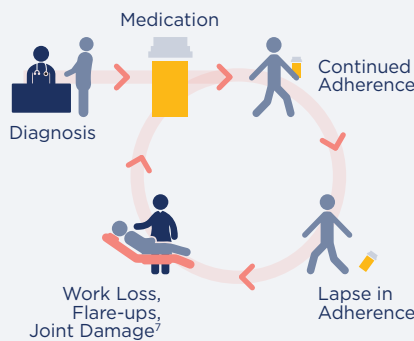 Medication
Continued
Adherence
Diagnosis
Work Loss,
Flare-ups,
Joint Damage⁷
Lapse in
Adherence